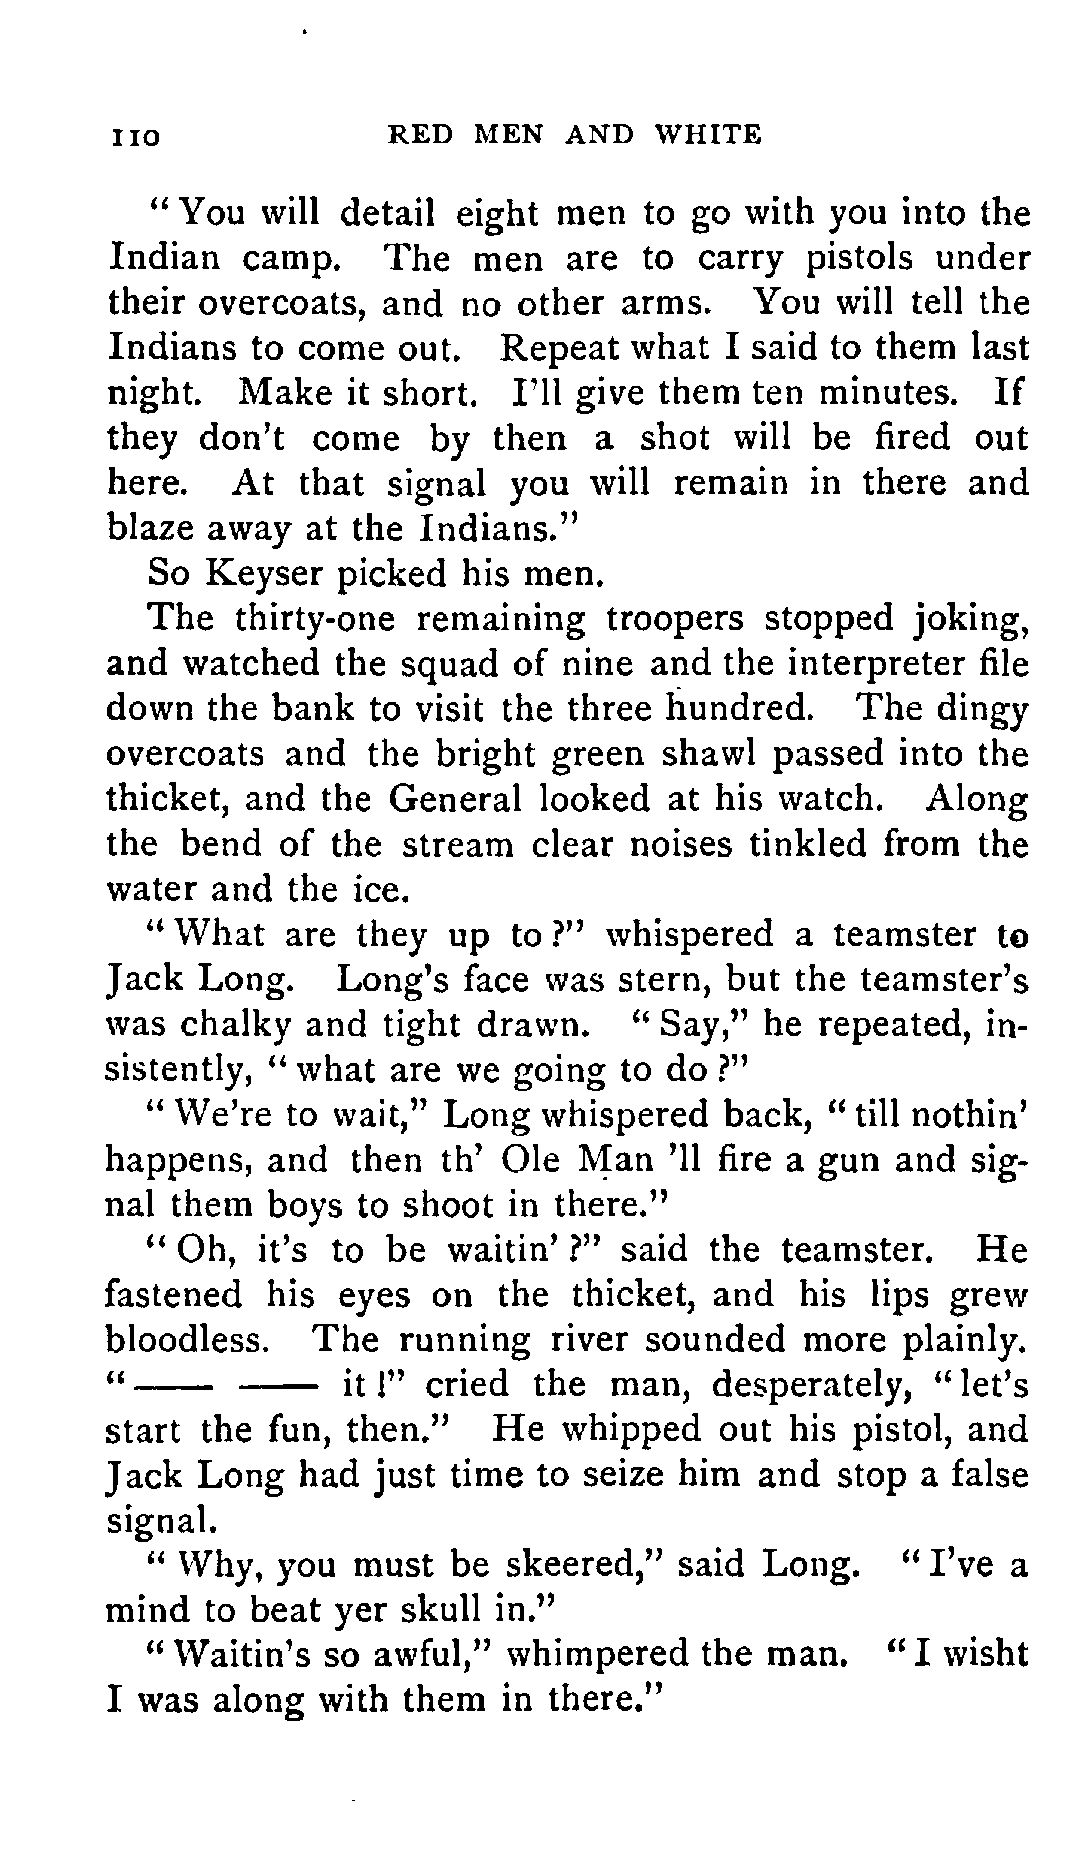 110 RED MEN AND WHITE
" You will detail eight men to go with you into the
Indian camp. The men are to carry pistols under
their overcoats, and no other arms. You will tell the
Indians to come out. Repeat what I said to them last
night. Make it short. I'll give them ten minutes. If
they don't come by then a shot will be fired out
here. At that signal you will remain in there and
blaze away at the Indians."
So Keyser picked his men.
The thirty-one remaining troopers stopped joking,
and watched the squad of nine and the interpreter file
down the bank to visit the three hundred. The dingy
overcoats and the bright green shawl passed into the
thicket, and the General looked at his watch. Along
the bend of the stream clear noises tinkled from the
water and the ice.
" What are they up to ?" whispered a teamster to
Jack Long. Long's face was stern, but the teamster's
was chalky and tight drawn. " Say," he repeated, in-
sistently, " what are we going to do ?"
" We're to wait," Long whispered back, " till nothin'
happens, and then th' Ole Man 'll fire a gun and sig-
nal them boys to shoot in there."
" Oh, it's to be waitin' ?" said the teamster. He
fastened his eyes on the thicket, and his lips grew
bloodless. The running river sounded more plainly.
" —— —— it !" cried the man, desperately, " let's
start the fun, then." He whipped out his pistol, and
Jack Long had just time to seize him and stop a false
signal.
" Why, you must be skeered," said Long. " I've a
mind to beat yer skull in."
" Waitin's so awful," whimpered the man. " I wisht
I was along with them in there."